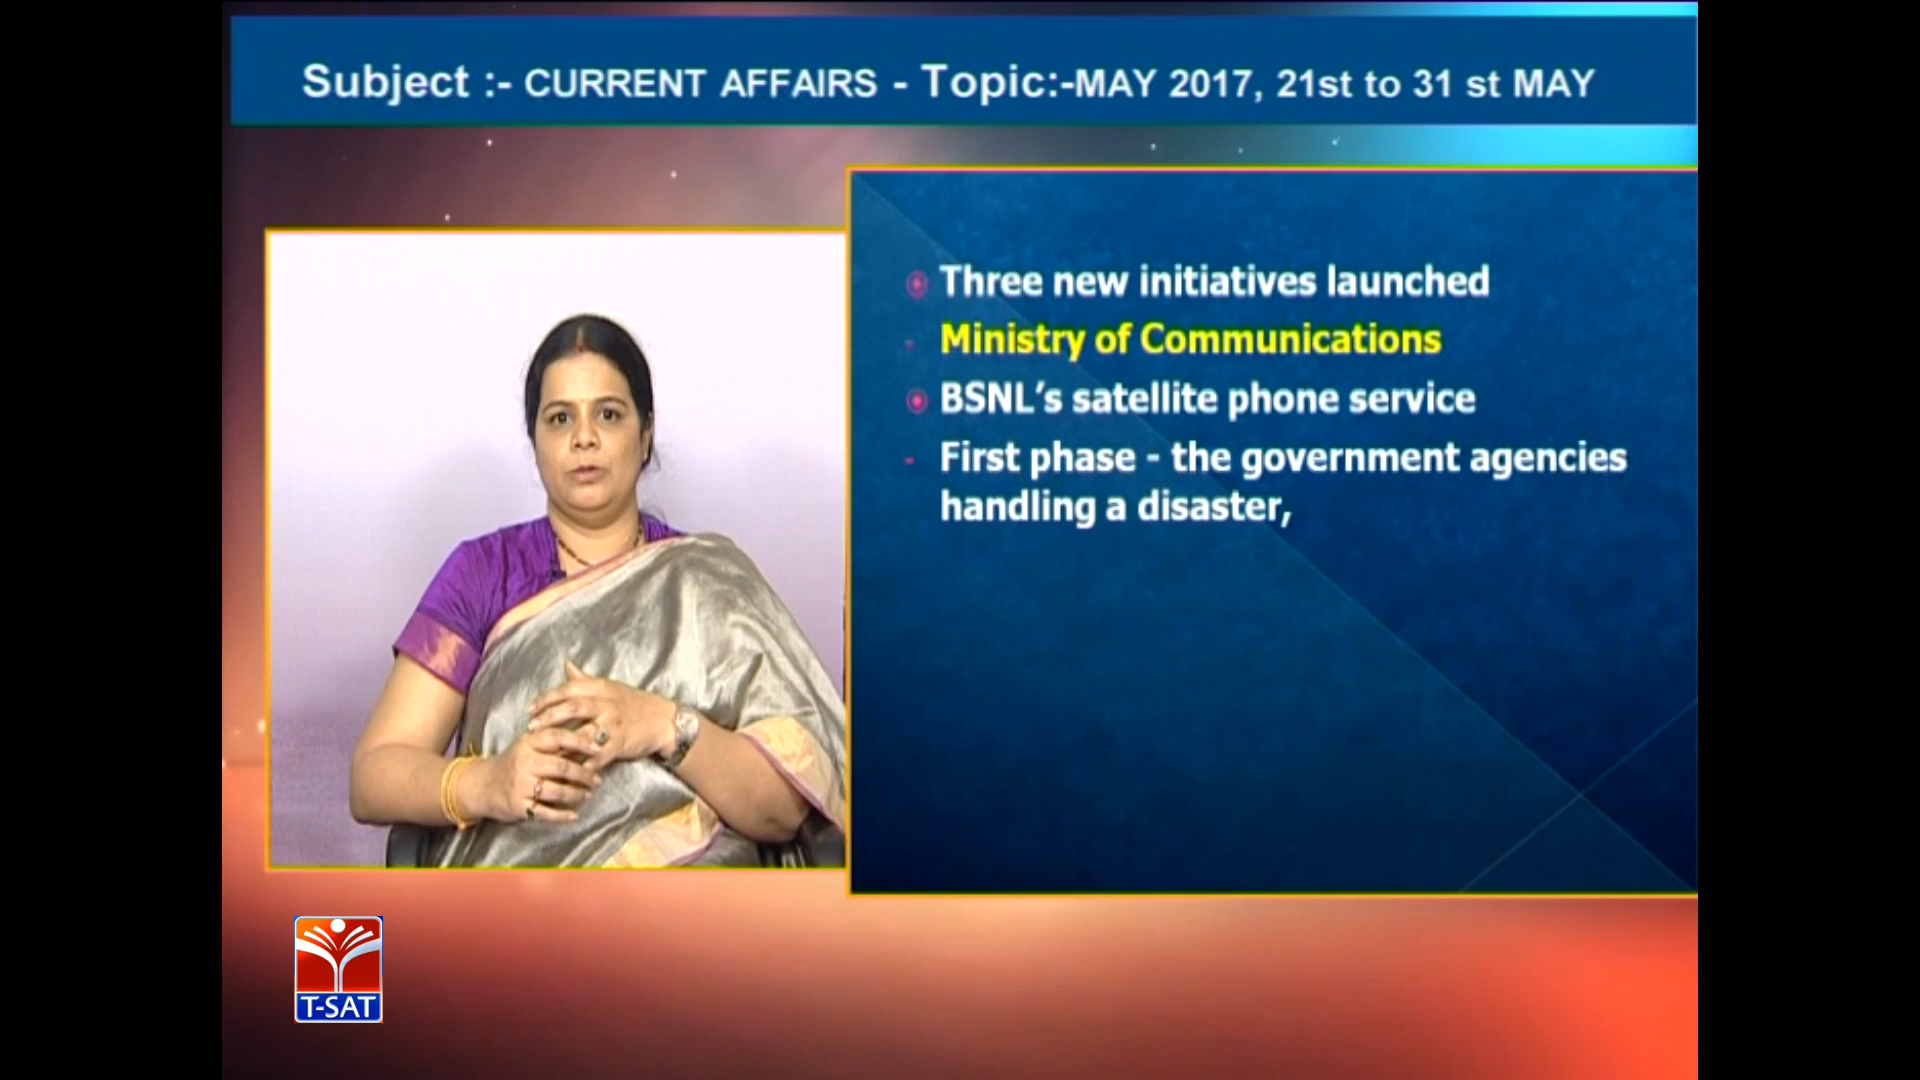 Subject :- CURRENT AFFAIRS - Topic:-MAY 2017, 21st to 31 st MAY
Three new initiatives launched
- Ministry of Communications
BSNL’s satellite phone service
- First phase - the government agencies
handling a disaster,
T-SAT